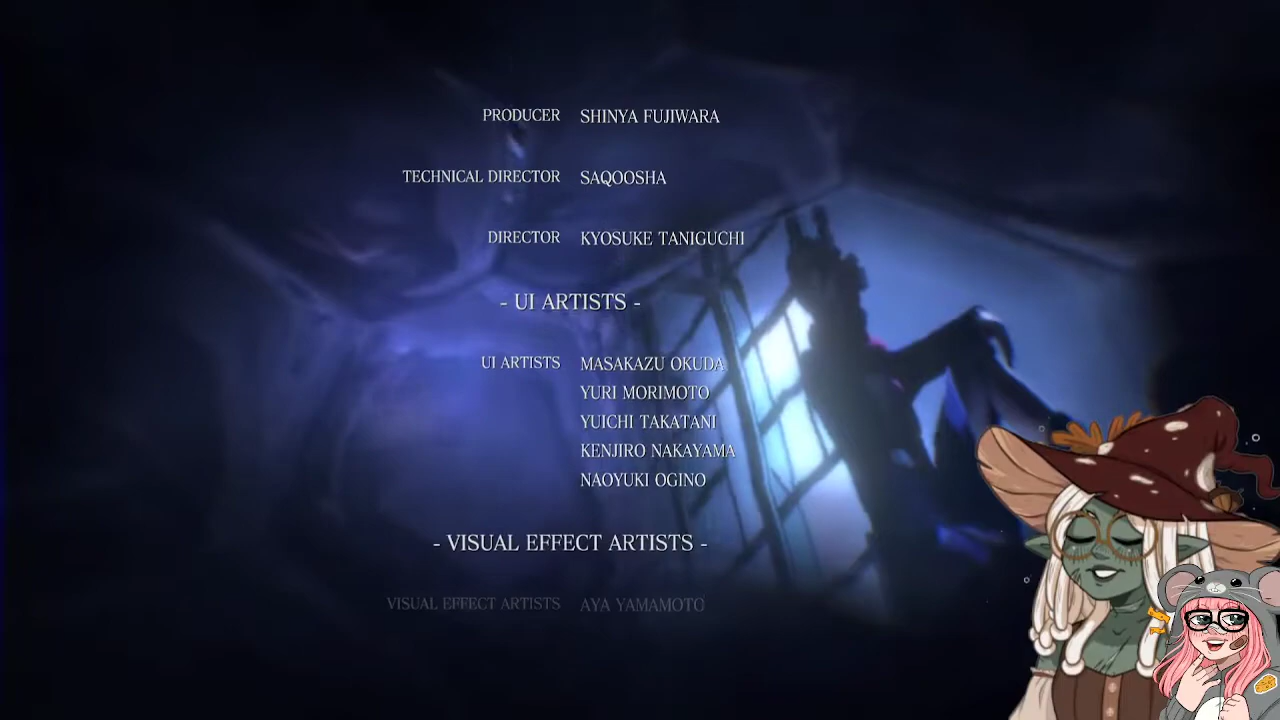 PRODUCER SHINYA FUJIWARA
TECHNICAL DIRECTOR SAQOOSHA
DIRECTOR KYOSUKE TANIGUCHI
- UI ARTISTS -
UI ARTISTS MASAKAZU OKUDA
YURI MORIMOTO
YUICHI TAKATANI
KENJIRO NAKAYAMA
NAOYUKI OGINO
- VISUAL EFFECT ARTISTS -
VISUAL EFFECT ARTISTS AYA YAMAMOTO